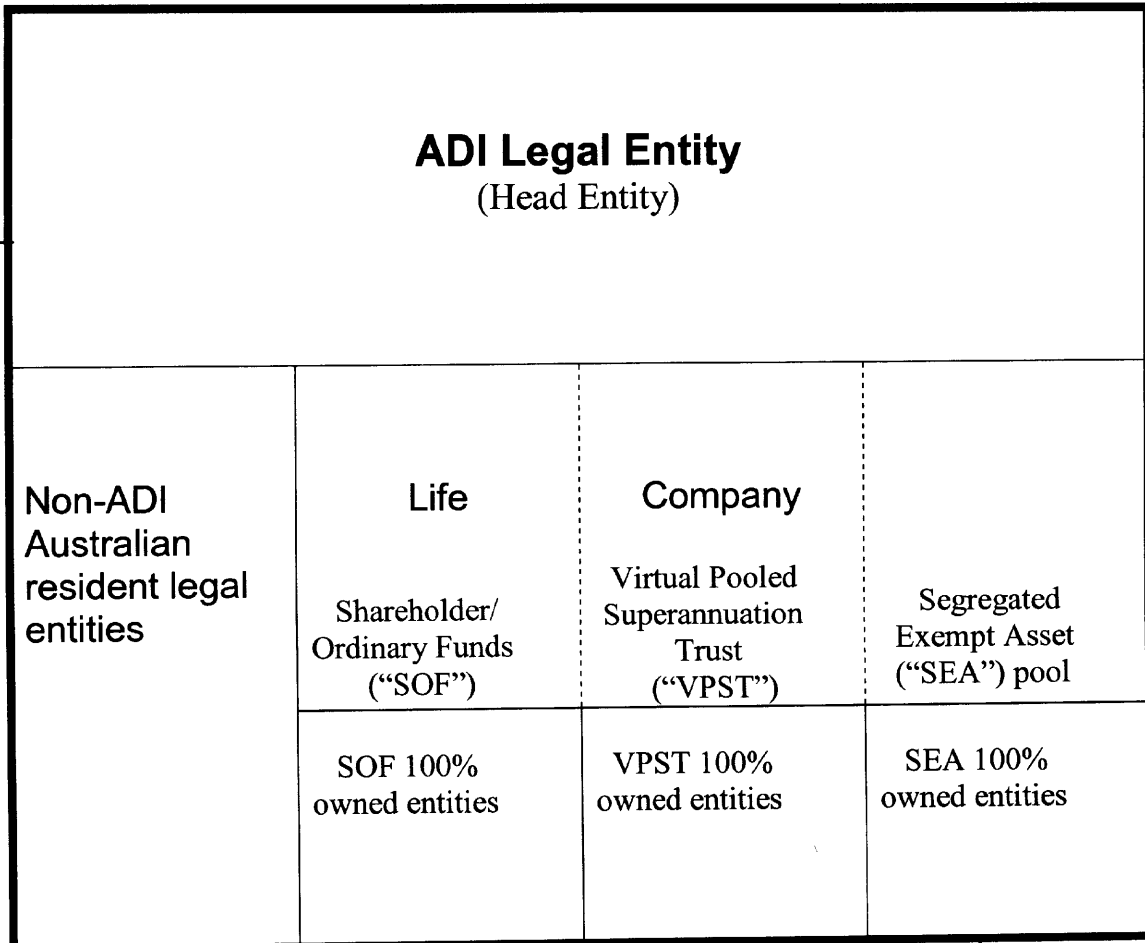 ADI Legal Entity
(Head Entity)
Non-ADI
Australian
resident legal
entities
Life
Shareholder/
Ordinary Funds
(“SOF”)
Company
Virtual Pooled
Superannuation
Trust
(“VPST”)
Segregated
Exempt Asset
(“SEA”) pool
SOF 100%
owned entities
VPST 100%
owned entities
SEA 100%
owned entities